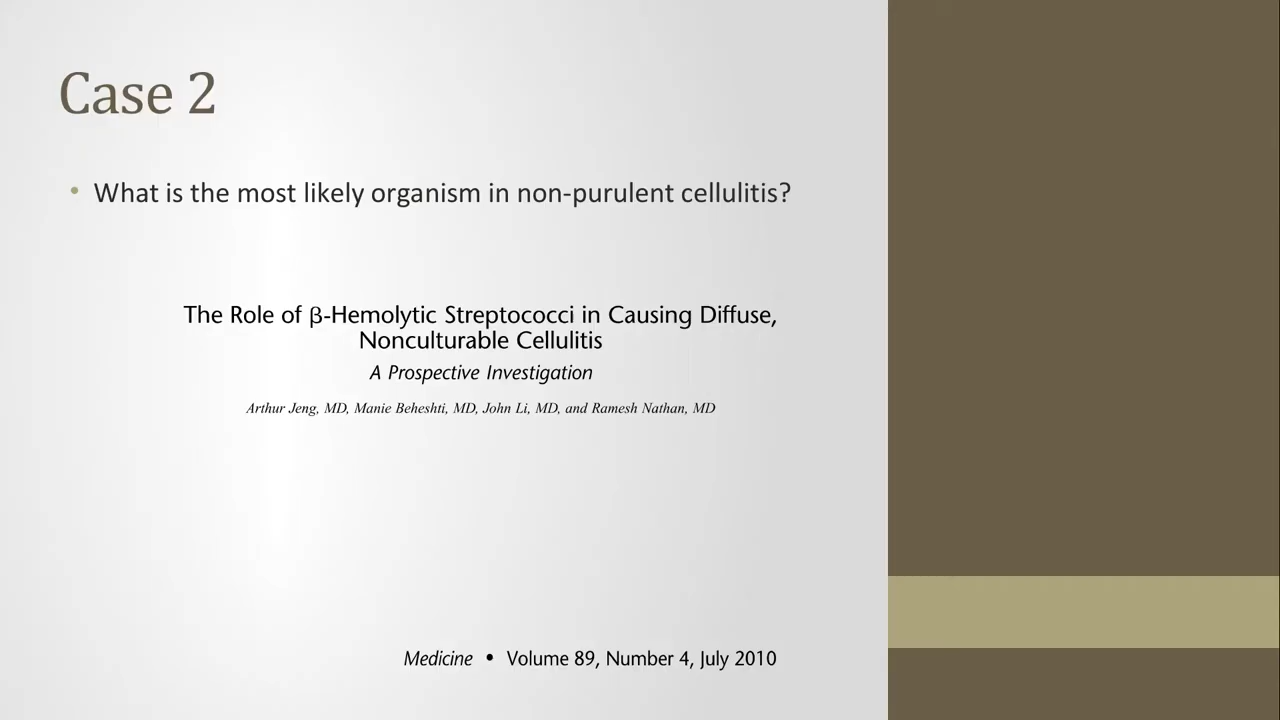 Case 2
• What is the most likely organism in non-purulent cellulitis?
The Role of β-Hemolytic Streptococci in Causing Diffuse,
Nonculturable Cellulitis
A Prospective Investigation
Arthur Jeng, MD, Manie Beheshti, MD, John Li, MD, and Ramesh Nathan, MD
Medicine • Volume 89, Number 4, July 2010